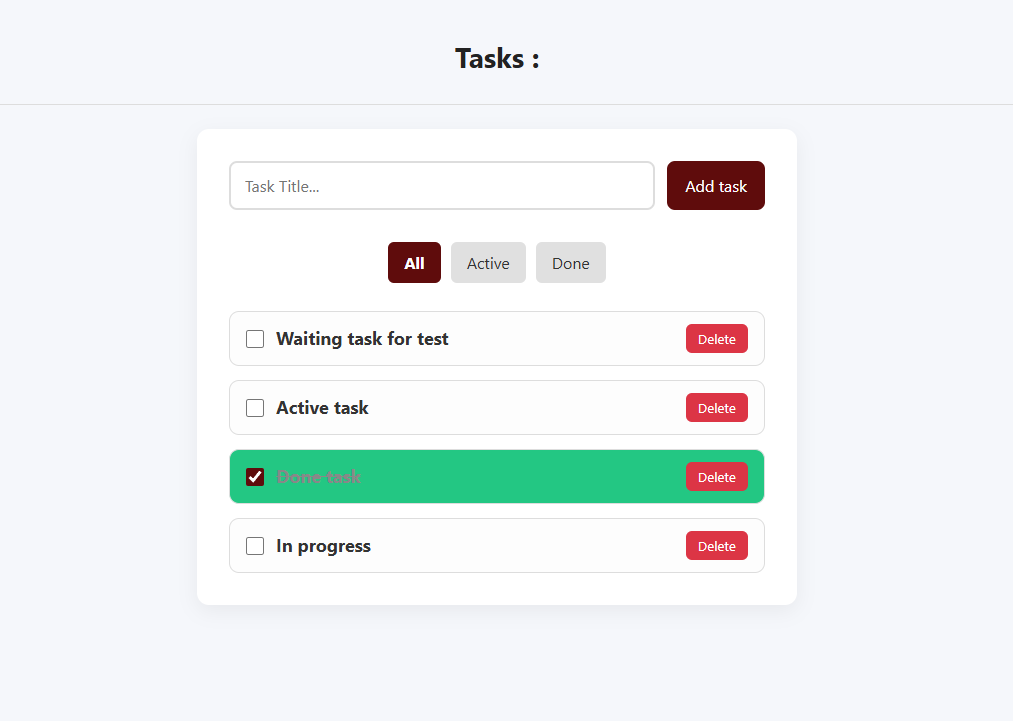 Tasks :
Task Title...
Add task
All
Active
Done
Waiting task for test
Delete
Active task
Delete
Done task
Delete
In progress
Delete